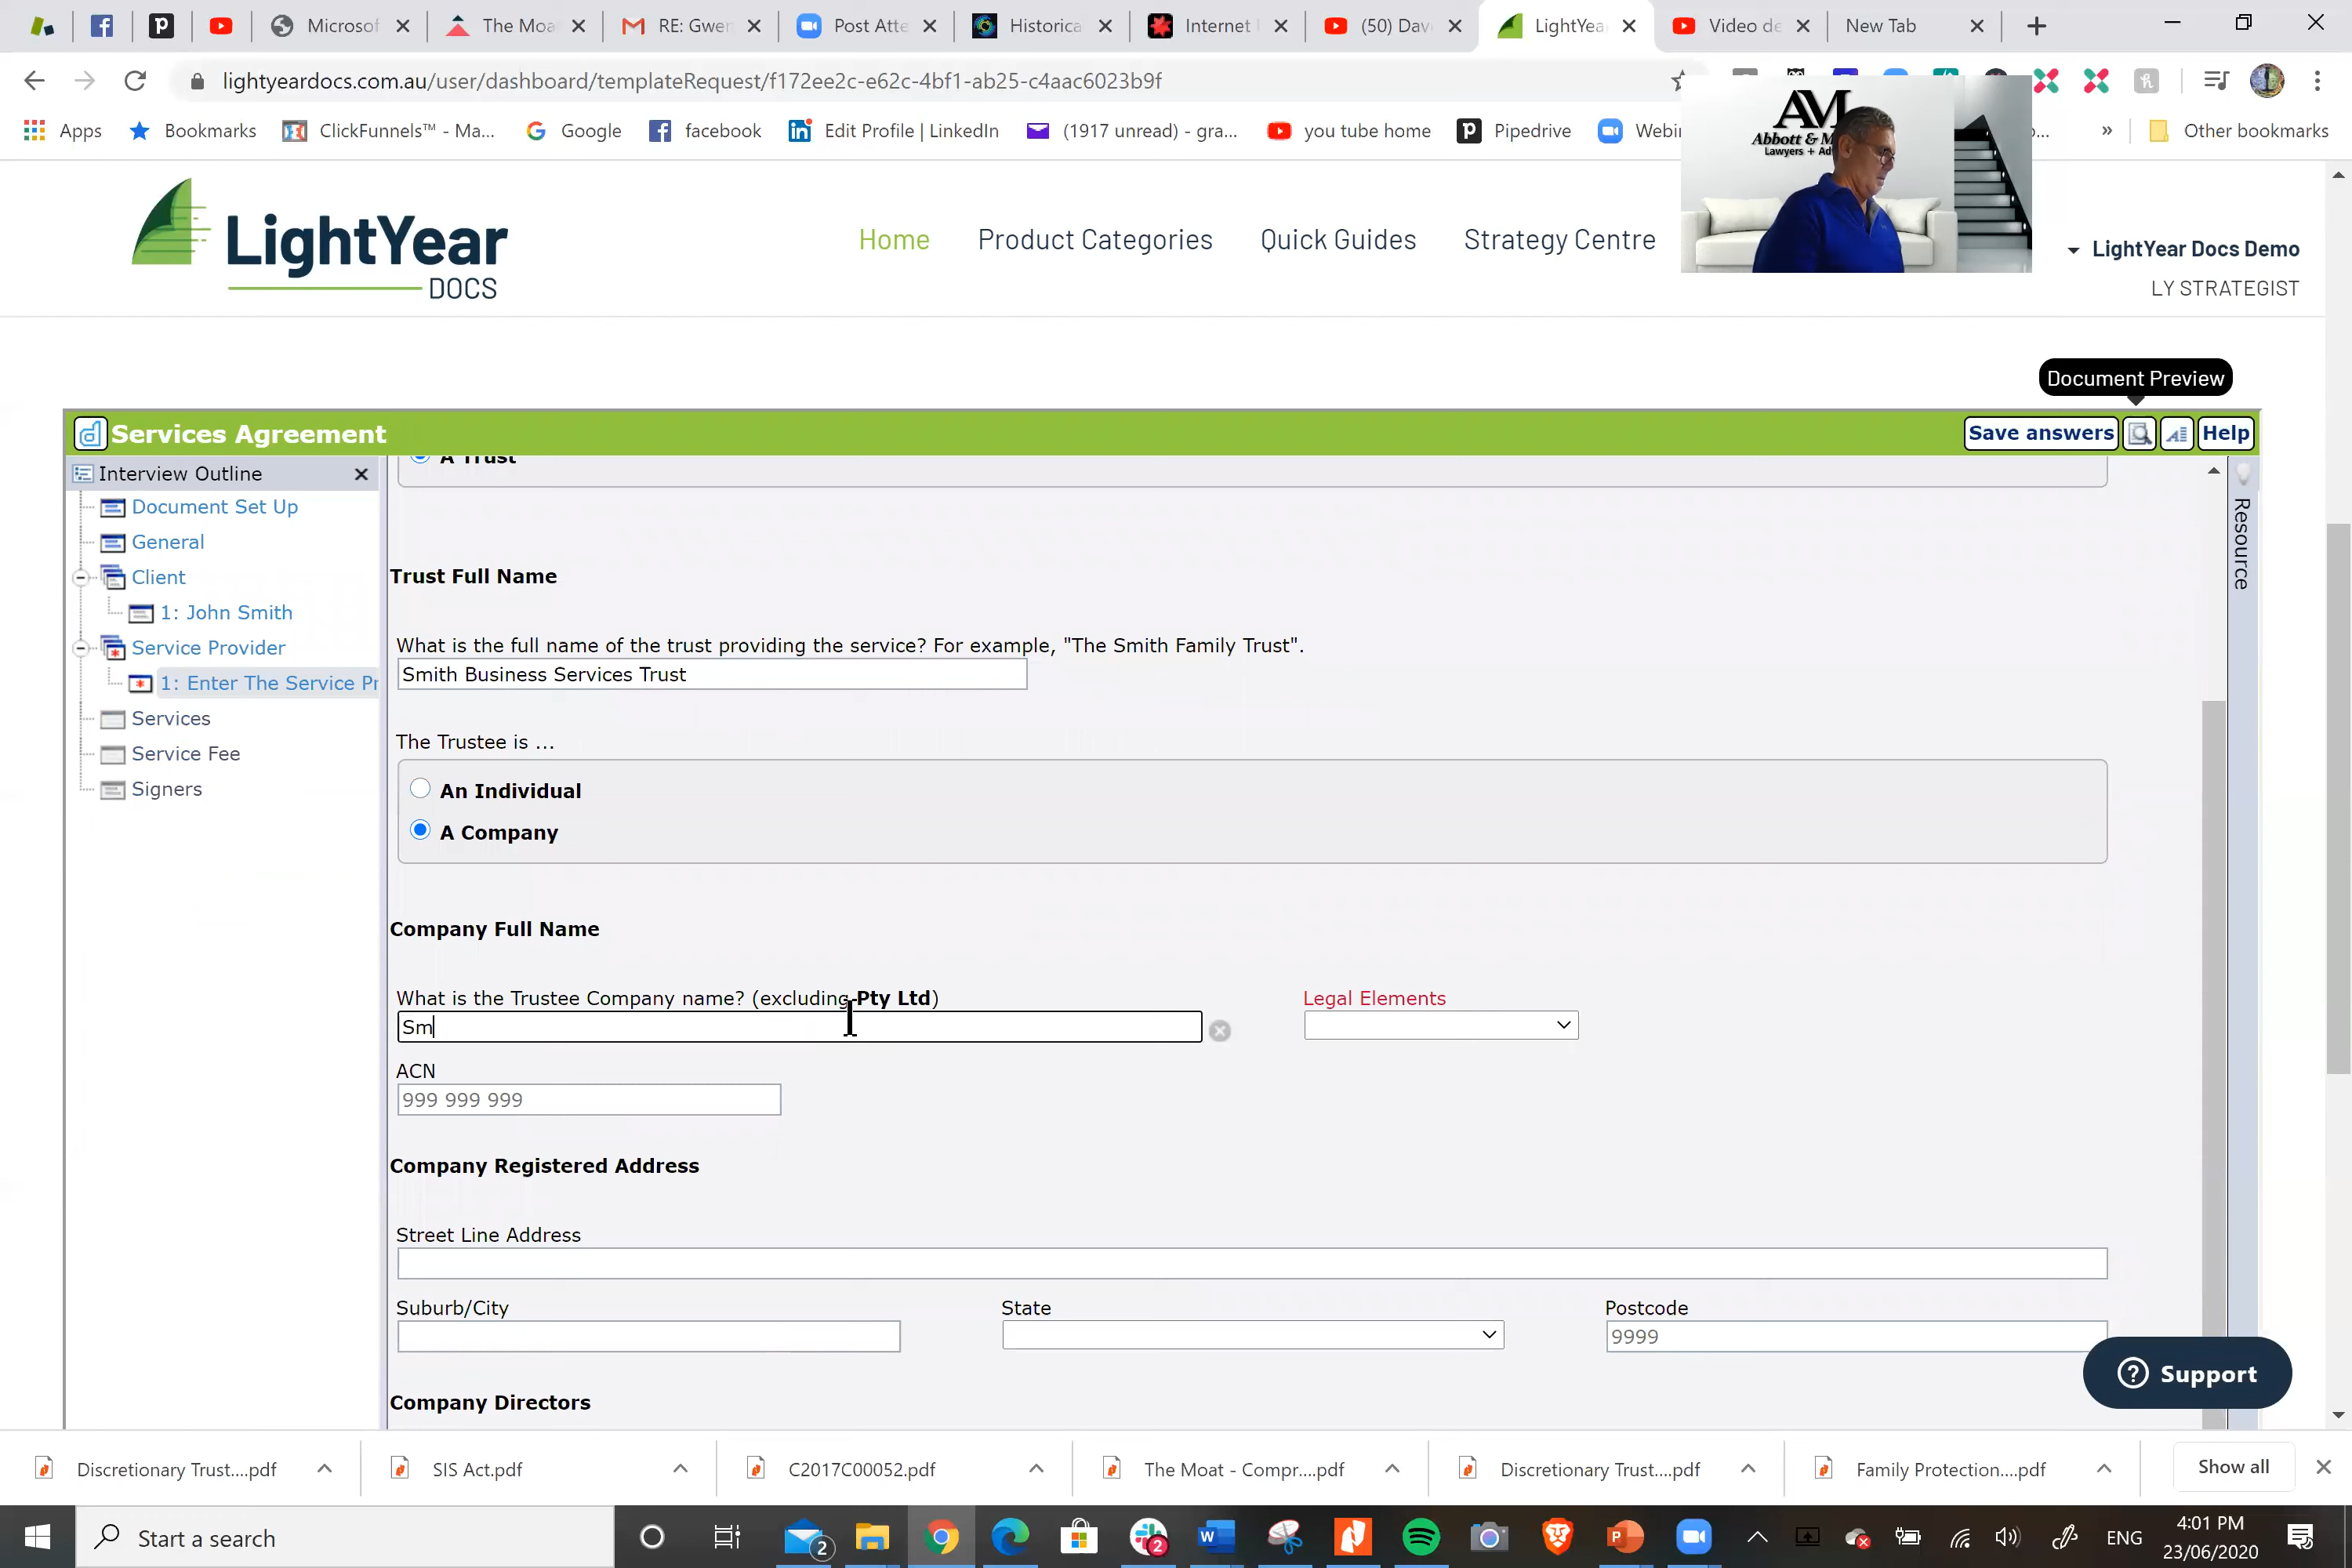 Microsof
The Moa
RE: Gwen
Post Atte
Historica
Internet
(50) Dav
LightYea
Video de
New Tab
lightyeardocs.com.au/user/dashboard/templateRequest/f172ee2c-e62c-4bf1-ab25-c4aac6023b9f
Apps
Bookmarks
ClickFunnels™ - Ma...
Google
facebook
Edit Profile | LinkedIn
(1917 unread) - gra...
you tube home
Pipedrive
Webi
»
Other bookmarks
AM
Abbott & M
Lawyers + Ad
LightYear
DOCS
Home
Product Categories
Quick Guides
Strategy Centre
LightYear Docs Demo
LY STRATEGIST
Document Preview
Services Agreement
Save answers
Help
Interview Outline
Document Set Up
General
Client
1: John Smith
Service Provider
1: Enter The Service Pr
Services
Service Fee
Signers
A Trust
Resource
Trust Full Name
What is the full name of the trust providing the service? For example, "The Smith Family Trust".
Smith Business Services Trust
The Trustee is ...
An Individual
A Company
Company Full Name
What is the Trustee Company name? (excluding Pty Ltd)
Legal Elements
Sm
ACN
999 999 999
Company Registered Address
Street Line Address
Suburb/City
State
Postcode
9999
Company Directors
Support
Discretionary Trust....pdf
SIS Act.pdf
C2017C00052.pdf
The Moat - Compr....pdf
Discretionary Trust....pdf
Family Protection....pdf
Show all
Start a search
2
2
ENG
4:01 PM
23/06/2020